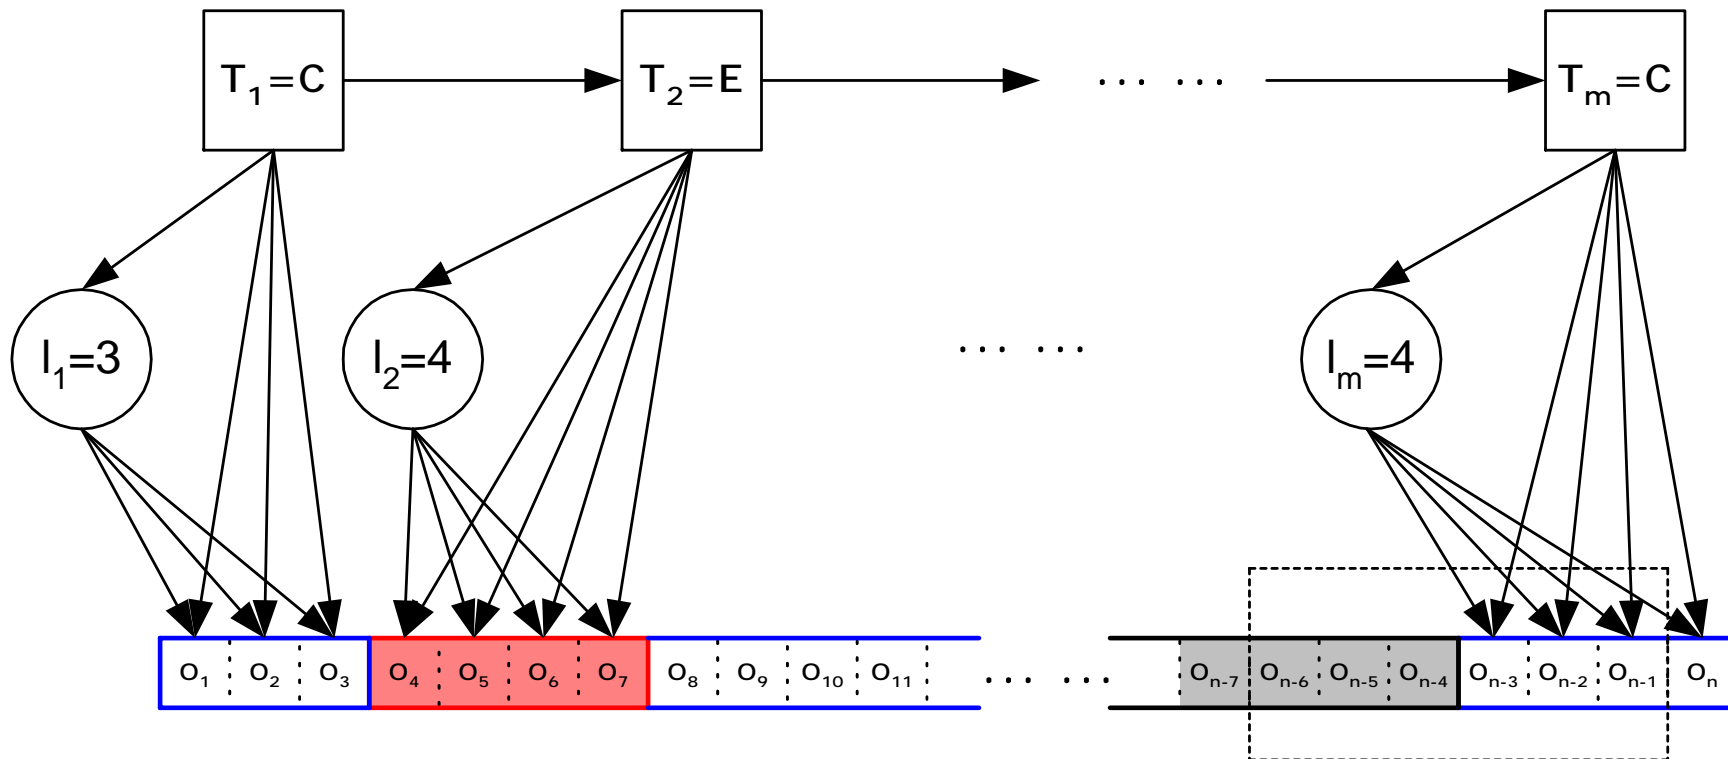 T₁=C T₂=E ... ... Tₘ=C
l₁=3 l₂=4 ... ... lₘ=4
O₁ O₂ O₃ O₄ O₅ O₆ O₇ O₈ O₉ O₁₀ O₁₁ ... ... Oₙ₋₇ Oₙ₋₆ Oₙ₋₅ Oₙ₋₄ Oₙ₋₃ Oₙ₋₂ Oₙ₋₁ Oₙ